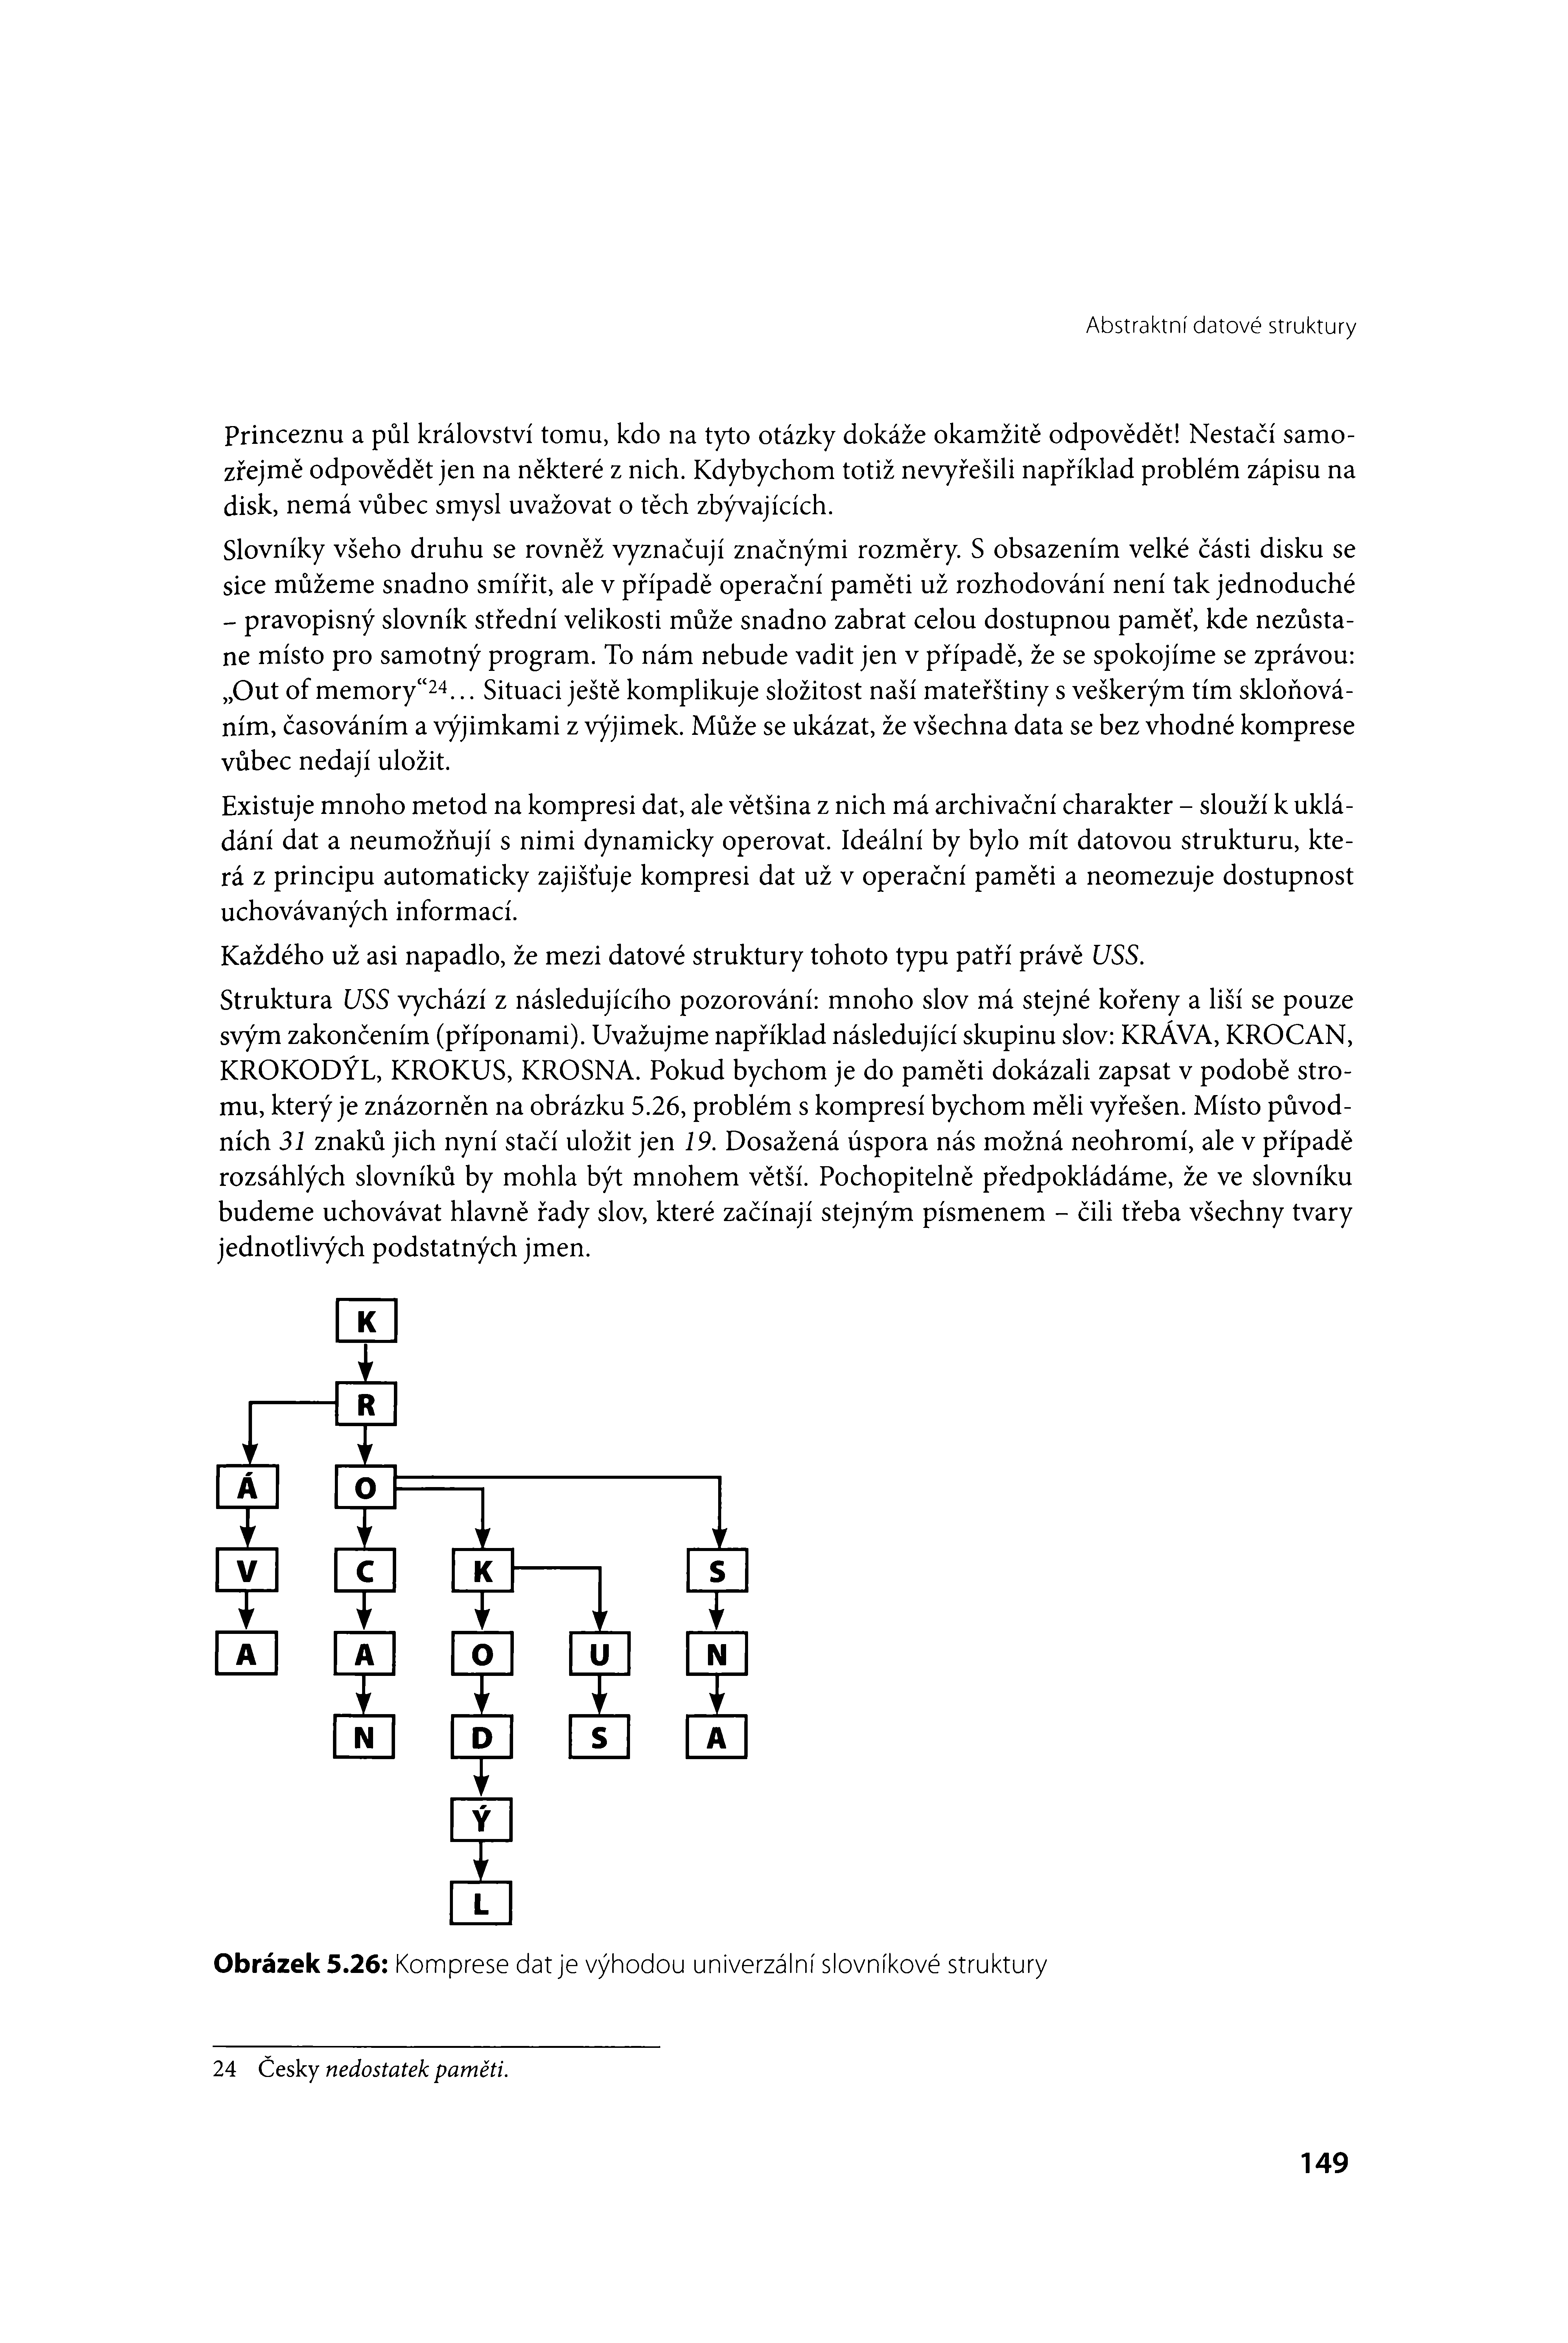 Abstraktní datové struktury
Princeznu a půl království tomu, kdo na tyto otázky dokáže okamžitě odpovědět! Nestačí samo-
zřejmě odpovědět jen na některé z nich. Kdybychom totiž nevyřešili například problém zápisu na
disk, nemá vůbec smysl uvažovat o těch zbývajících.
Slovníky všeho druhu se rovněž vyznačují značnými rozměry. S obsazením velké části disku se
sice můžeme snadno smířit, ale v případě operační paměti už rozhodování není tak jednoduché
– pravopisný slovník střední velikosti může snadno zabrat celou dostupnou paměť, kde nezůsta-
ne místo pro samotný program. To nám nebude vadit jen v případě, že se spokojíme se zprávou:
„Out of memory“24... Situaci ještě komplikuje složitost naší mateřštiny s veškerým tím skloňová-
ním, časováním a výjimkami z výjimek. Může se ukázat, že všechna data se bez vhodné komprese
vůbec nedají uložit.
Existuje mnoho metod na kompresi dat, ale většina z nich má archivační charakter – slouží k uklá-
dání dat a neumožňují s nimi dynamicky operovat. Ideální by bylo mít datovou strukturu, kte-
rá z principu automaticky zajišťuje kompresi dat už v operační paměti a neomezuje dostupnost
uchovávaných informací.
Každého už asi napadlo, že mezi datové struktury tohoto typu patří právě USS.
Struktura USS vychází z následujícího pozorování: mnoho slov má stejné kořeny a liší se pouze
svým zakončením (příponami). Uvažujme například následující skupinu slov: KRÁVA, KROCAN,
KROKODÝL, KROKUS, KROSNA. Pokud bychom je do paměti dokázali zapsat v podobě stro-
mu, který je znázorněn na obrázku 5.26, problém s kompresí bychom měli vyřešen. Místo původ-
ních 31 znaků jich nyní stačí uložit jen 19. Dosažená úspora nás možná neohromí, ale v případě
rozsáhlých slovníků by mohla být mnohem větší. Pochopitelně předpokládáme, že ve slovníku
budeme uchovávat hlavně řady slov, které začínají stejným písmenem – čili třeba všechny tvary
jednotlivých podstatných jmen.
K
R
Á O
V C K S
A A O U N
N D S A
Ý
L
Obrázek 5.26: Komprese dat je výhodou univerzální slovníkové struktury
24 Česky nedostatek paměti.
149